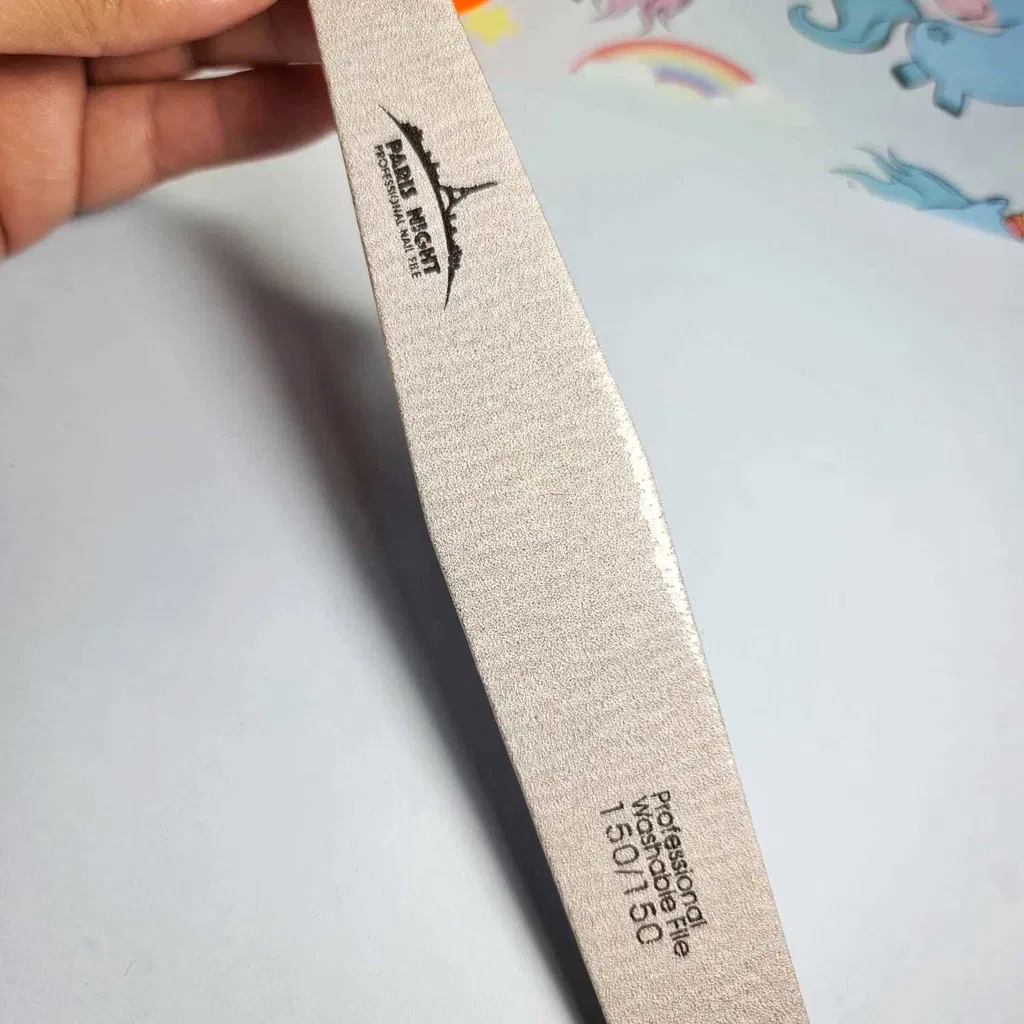 PARIS NIGHT
PROFESSIONAL NAIL FILE
Professional
Washable File
150/150